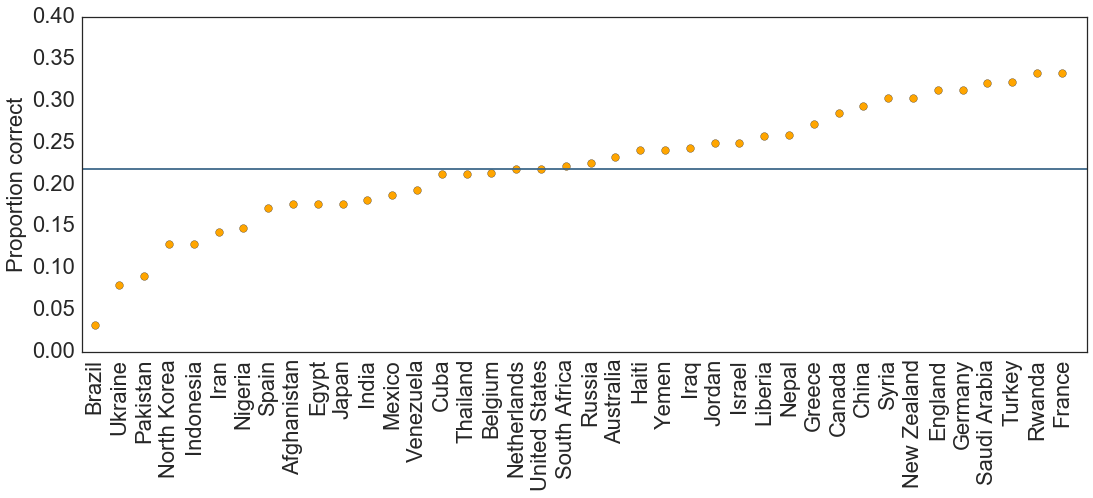 0.40
0.35
0.30
0.25
0.20
0.15
0.10
0.05
0.00
Proportion correct
Brazil
Ukraine
Pakistan
North Korea
Indonesia
Iran
Nigeria
Spain
Afghanistan
Egypt
Japan
India
Mexico
Venezuela
Cuba
Thailand
Belgium
Netherlands
United States
South Africa
Russia
Australia
Haiti
Yemen
Iraq
Jordan
Israel
Liberia
Nepal
Greece
Canada
China
Syria
New Zealand
England
Germany
Saudi Arabia
Turkey
Rwanda
France